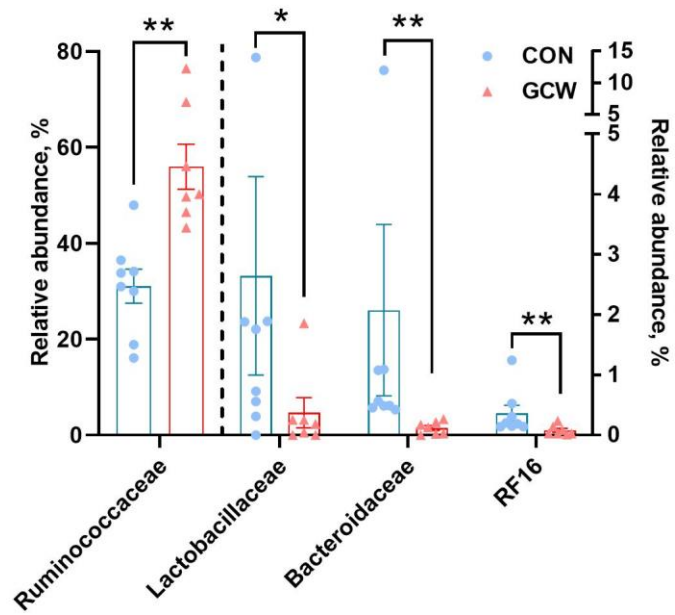 **
*
**
**
CON
GCW
Relative abundance, %
80
60
40
20
0
15
10
5
5
4
3
2
1
0
Relative abundance, %
Ruminococcaceae
Lactobacillaceae
Bacteroidaceae
RF16